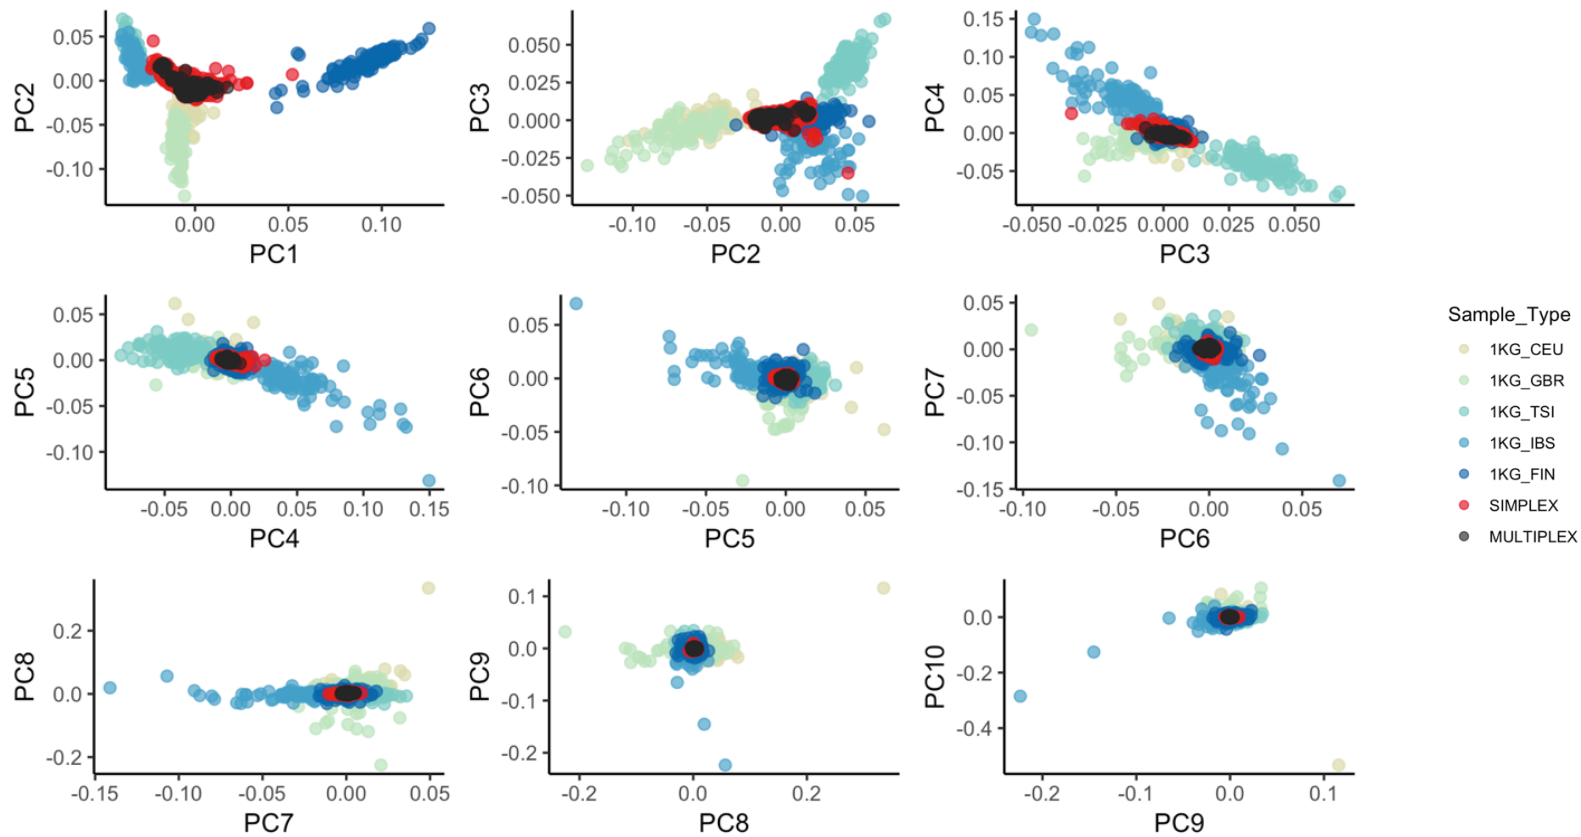 0.05
0.00
-0.05
-0.10
PC2
0.00 0.05 0.10
PC1
0.050
0.025
0.000
-0.025
-0.050
PC3
-0.10 -0.05 0.00 0.05
PC2
0.15
0.10
0.05
0.00
-0.05
PC4
-0.050 -0.025 0.000 0.025 0.050
PC3
0.05
0.00
-0.05
-0.10
PC5
-0.05 0.00 0.05 0.10 0.15
PC4
0.05
0.00
-0.05
-0.10
PC6
-0.10 -0.05 0.00 0.05
PC5
0.05
0.00
-0.05
-0.10
-0.15
PC7
-0.10 -0.05 0.00 0.05
PC6
Sample_Type
1KG_CEU
1KG_GBR
1KG_TSI
1KG_IBS
1KG_FIN
SIMPLEX
MULTIPLEX
0.2
0.0
-0.2
PC8
-0.15 -0.10 -0.05 0.00 0.05
PC7
0.1
0.0
-0.1
-0.2
PC9
-0.2 0.0 0.2
PC8
0.0
-0.2
-0.4
PC10
-0.2 -0.1 0.0 0.1
PC9